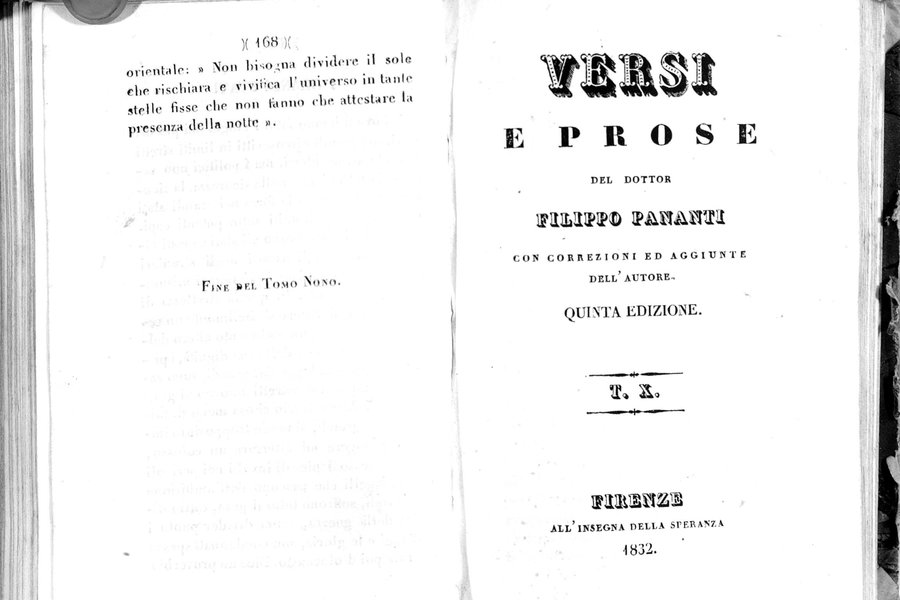 )( 168 )(
orientale: » Non bisogna dividere il sole
che rischiara e vivifica l'universo in tante
stelle fisse che non fanno che attestare la
presenza della notte ».
Fine del Tomo Nono.
VERSI
E PROSE
DEL DOTTOR
FILIPPO PANANTI
CON CORREZIONI ED AGGIUNTE
DELL'AUTORE.
QUINTA EDIZIONE.
T. X.
FIRENZE
ALL'INSEGNA DELLA SPERANZA
1832.